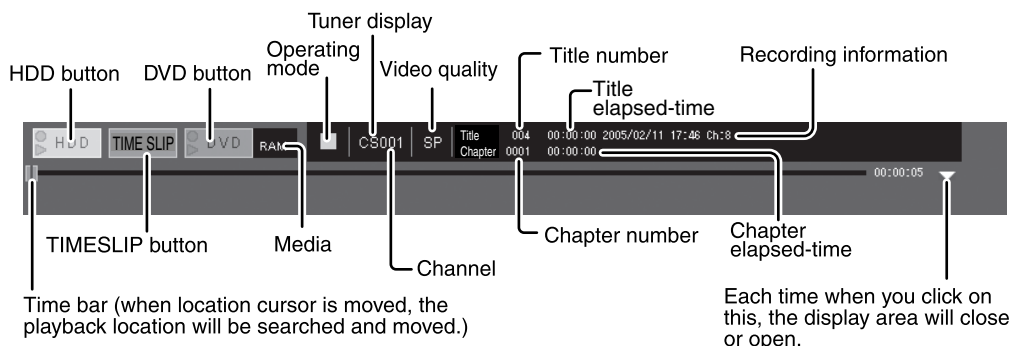 Tuner display
Operating
mode
Title number
Recording information
HDD button
DVD button
Video quality
Title
elapsed-time
HDD
TIME SLIP
DVD
RAM
CS001
SP
Title 004 00:00:00 2005/02/11 17:46 Ch:8
Chapter 0001 00:00:00
00:00:05
TIMESLIP button
Media
Chapter number
Chapter
elapsed-time
Channel
Time bar (when location cursor is moved, the
playback location will be searched and moved.)
Each time when you click on
this, the display area will close
or open.